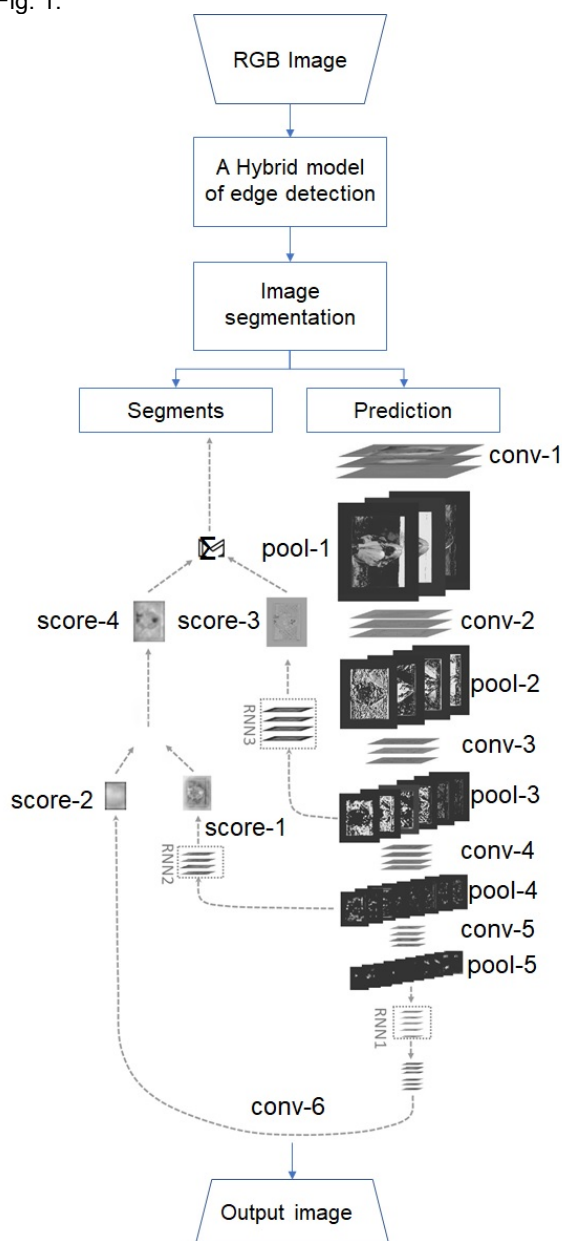 Fig. 1.
RGB Image
A Hybrid model
of edge detection
Image
segmentation
Segments
Prediction
conv-1
pool-1
score-4
score-3
conv-2
pool-2
RNN3
conv-3
pool-3
score-2
score-1
conv-4
RNN2
pool-4
conv-5
pool-5
RNN1
conv-6
Output image